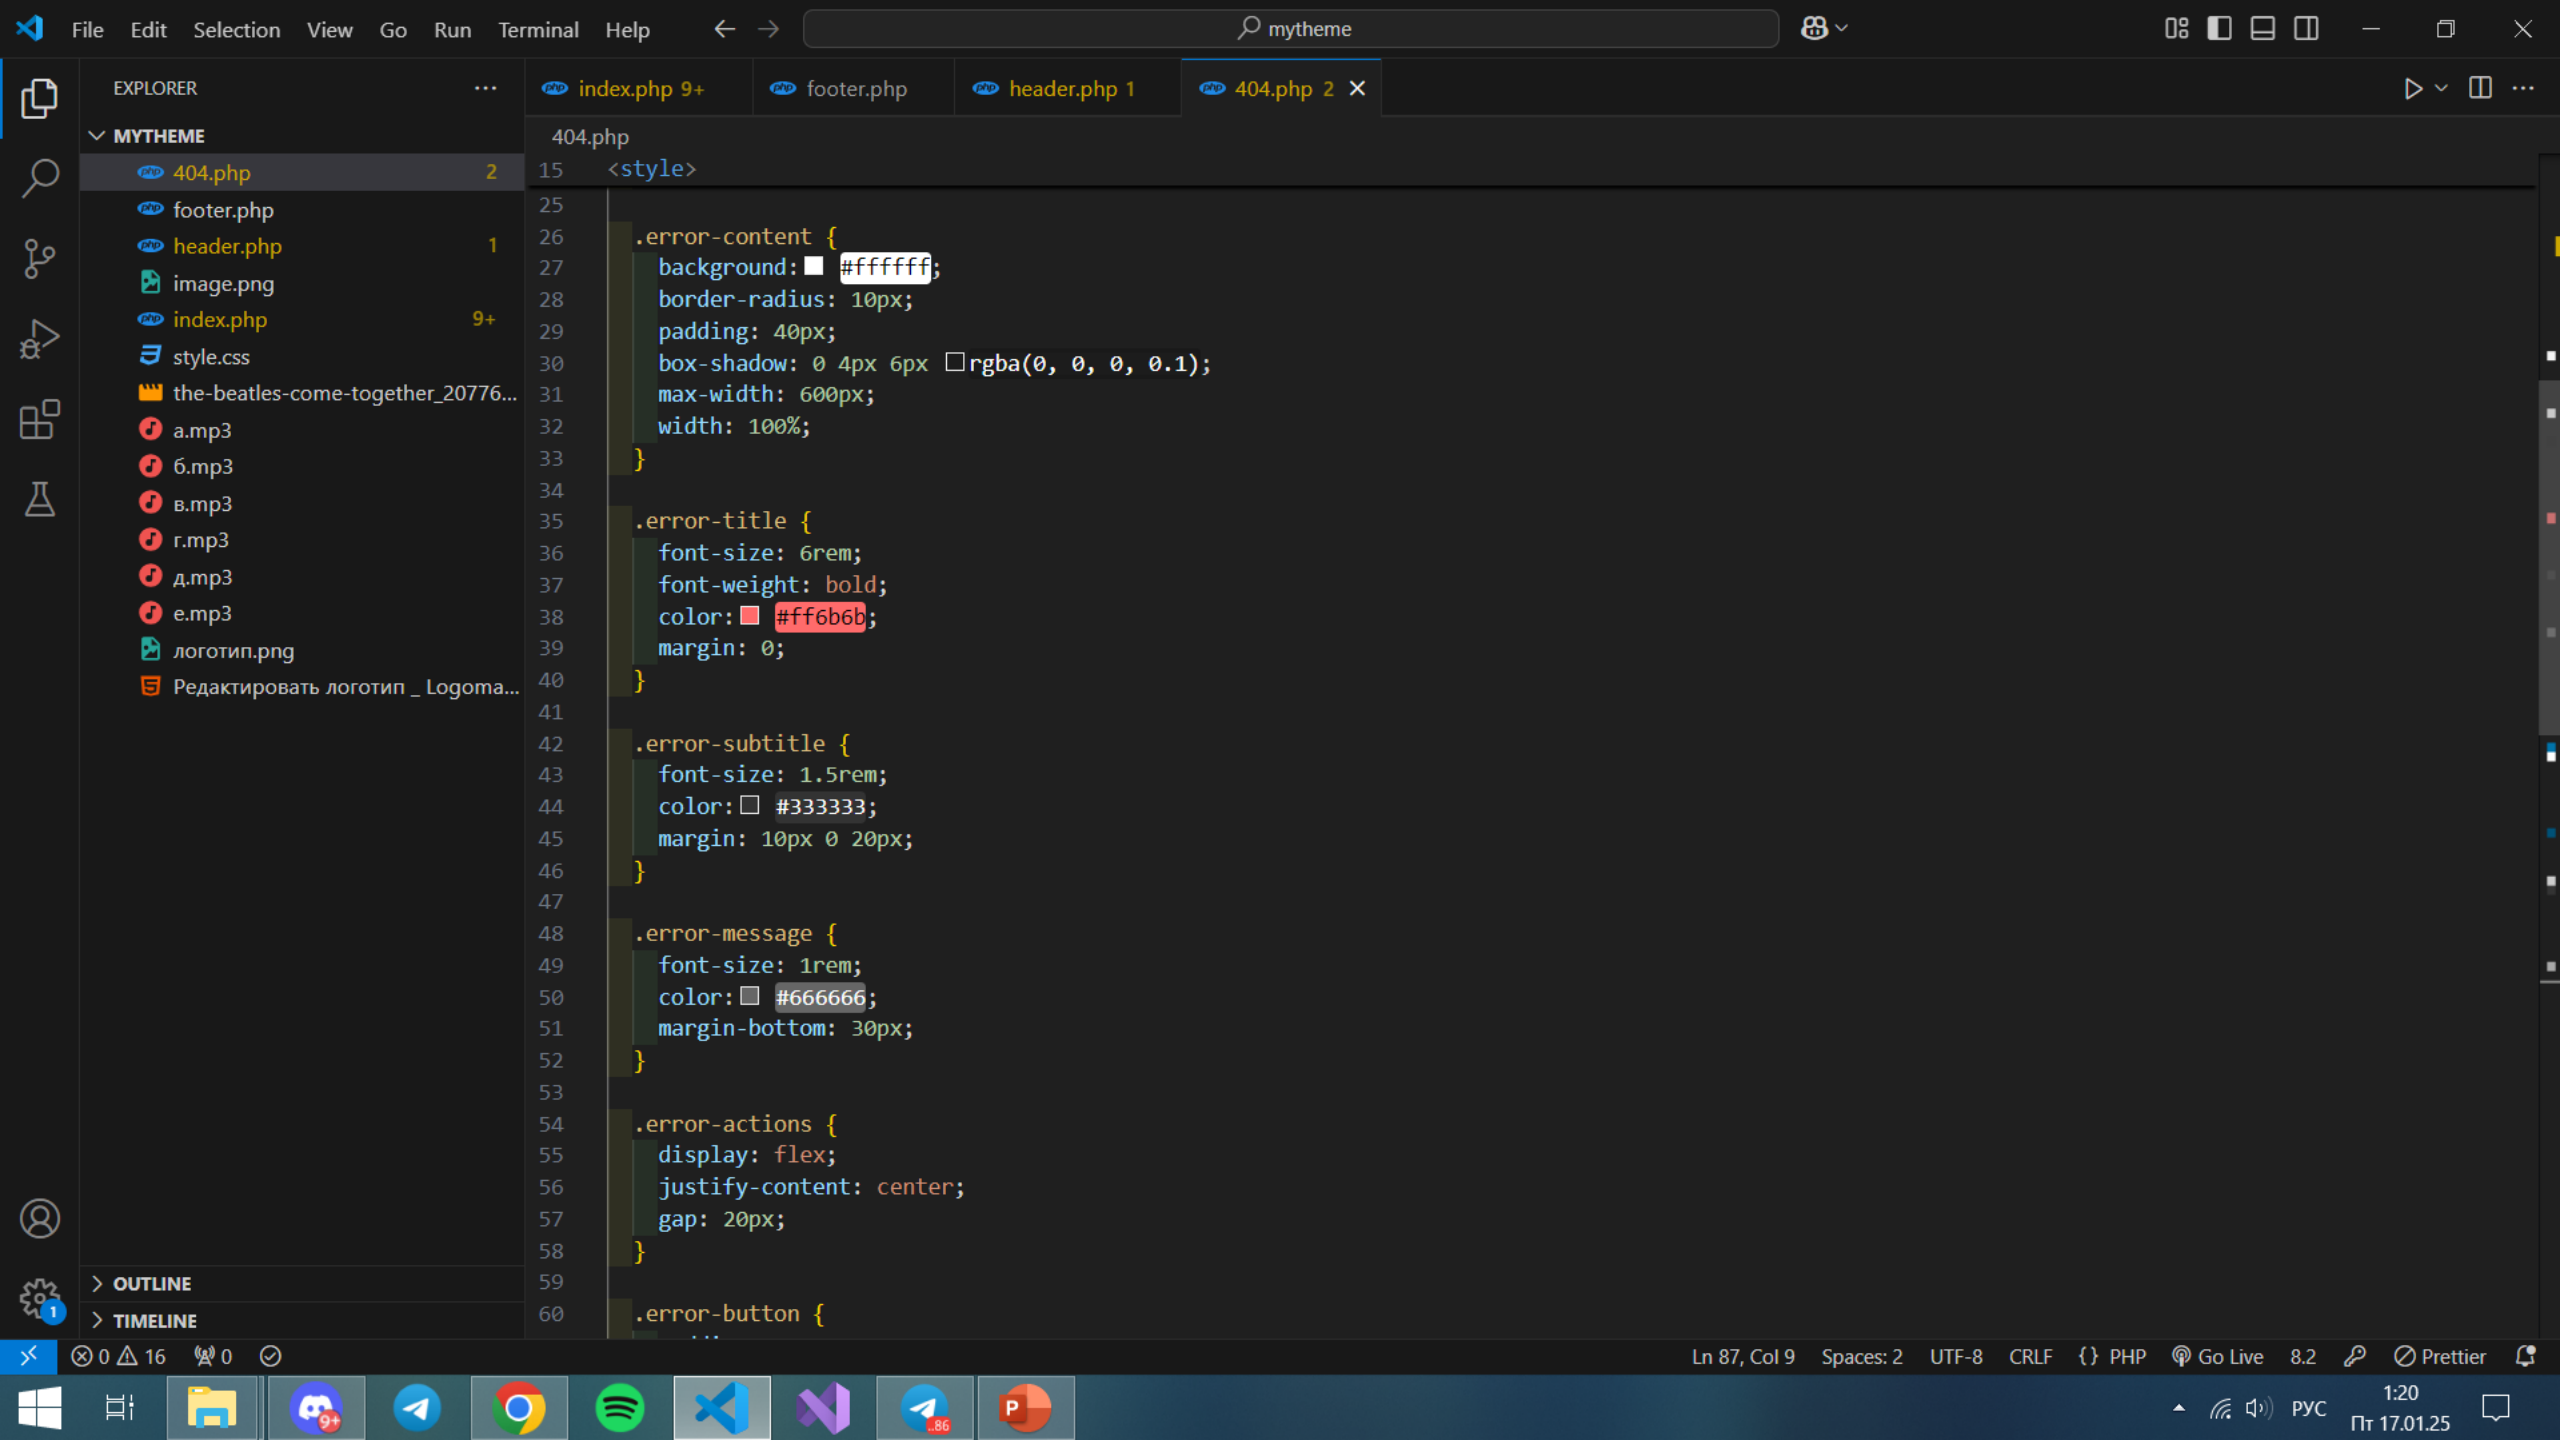 File Edit Selection View Go Run Terminal Help
mytheme
EXPLORER
MYTHEME
404.php 2
footer.php
header.php 1
image.png
index.php 9+
style.css
the-beatles-come-together_20776...
а.mp3
б.mp3
в.mp3
г.mp3
д.mp3
е.mp3
логотип.png
Редактировать логотип _ Logoma...
OUTLINE
TIMELINE
index.php 9+ footer.php header.php 1 404.php 2
404.php
15 <style>
25
26 .error-content {
27 background: #ffffff;
28 border-radius: 10px;
29 padding: 40px;
30 box-shadow: 0 4px 6px rgba(0, 0, 0, 0.1);
31 max-width: 600px;
32 width: 100%;
33 }
34
35 .error-title {
36 font-size: 6rem;
37 font-weight: bold;
38 color: #ff6b6b;
39 margin: 0;
40 }
41
42 .error-subtitle {
43 font-size: 1.5rem;
44 color: #333333;
45 margin: 10px 0 20px;
46 }
47
48 .error-message {
49 font-size: 1rem;
50 color: #666666;
51 margin-bottom: 30px;
52 }
53
54 .error-actions {
55 display: flex;
56 justify-content: center;
57 gap: 20px;
58 }
59
60 .error-button {
1
0 16 0
Ln 87, Col 9 Spaces: 2 UTF-8 CRLF {} PHP Go Live 8.2 Prettier
9+ ..86 P
РУС
1:20
Пт 17.01.25